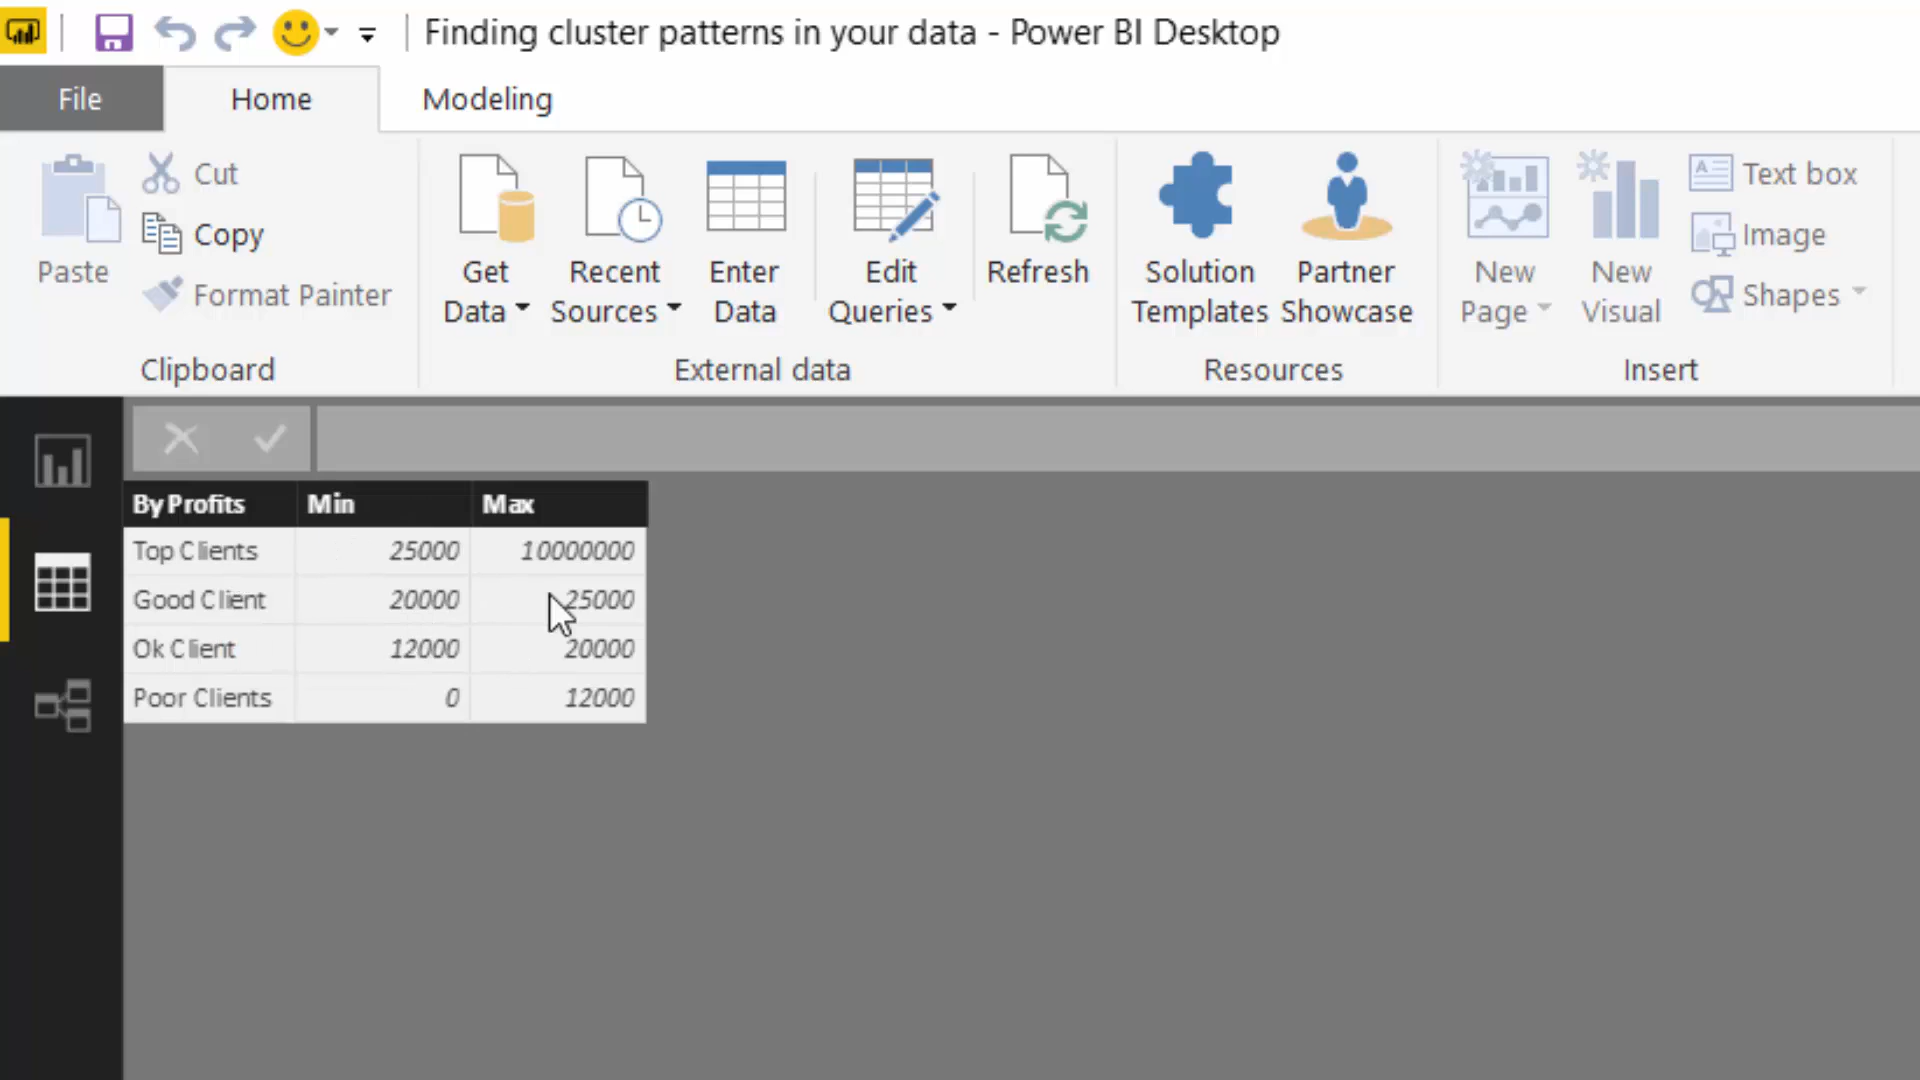 Finding cluster patterns in your data - Power BI Desktop
File Home Modeling
Paste
Cut
Copy
Format Painter
Clipboard
Get Data
Recent Sources
Enter Data
Edit Queries
Refresh
External data
Solution Templates
Partner Showcase
Resources
New Page
New Visual
Text box
Image
Shapes
Insert
By Profits Min Max
Top Clients 25000 10000000
Good Client 20000 25000
Ok Client 12000 20000
Poor Clients 0 12000